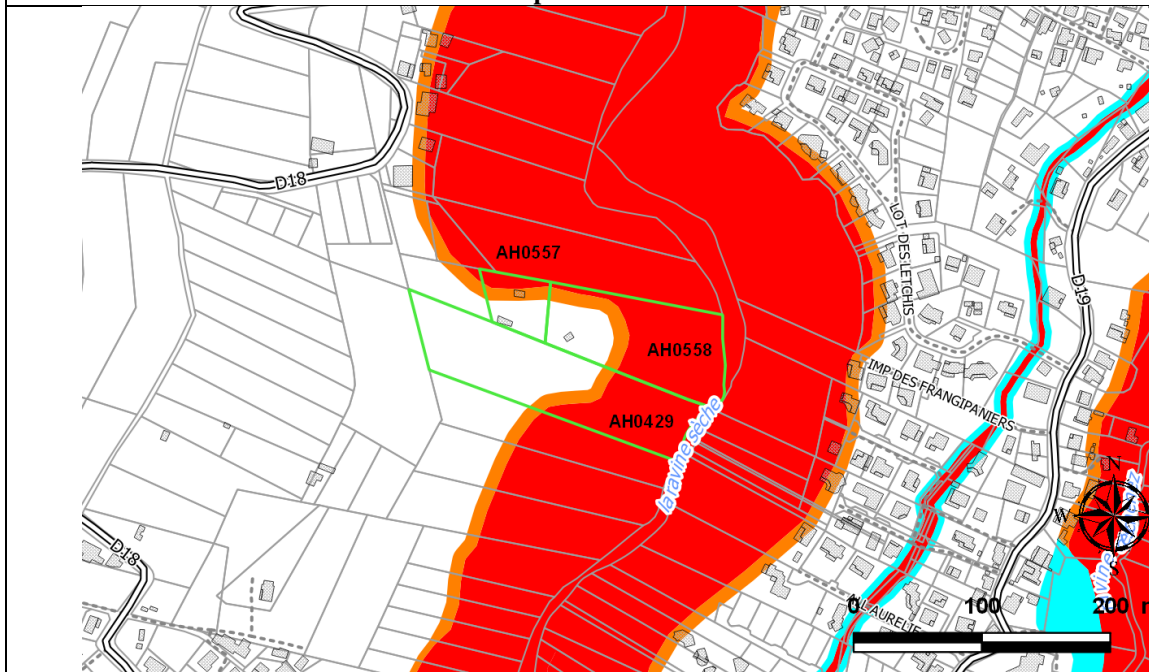 D18
AH0557
LOT DES LETCHIS
D19
AH0558
IMP DES FRANGIPANIERS
AH0429
la ravine sèche
N
W
S
D18
0
100
200